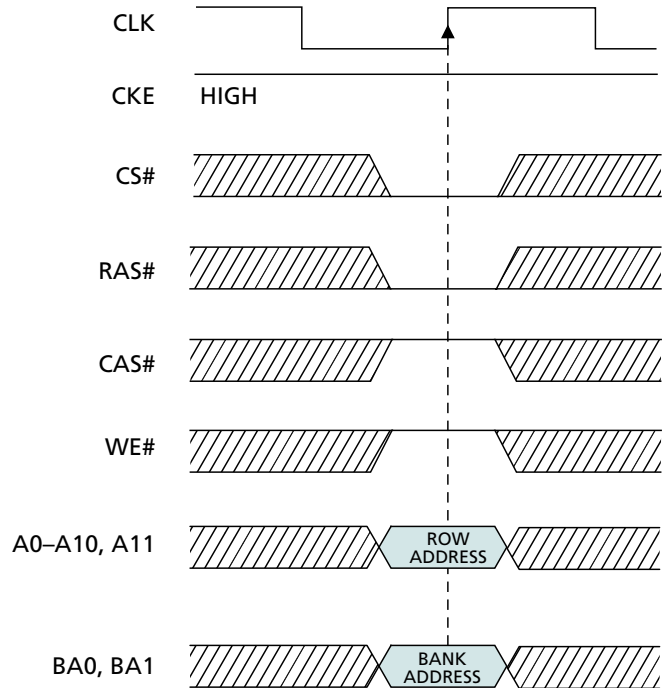 CLK
CKE HIGH
CS#
RAS#
CAS#
WE#
A0–A10, A11 ROW
ADDRESS
BA0, BA1 BANK
ADDRESS